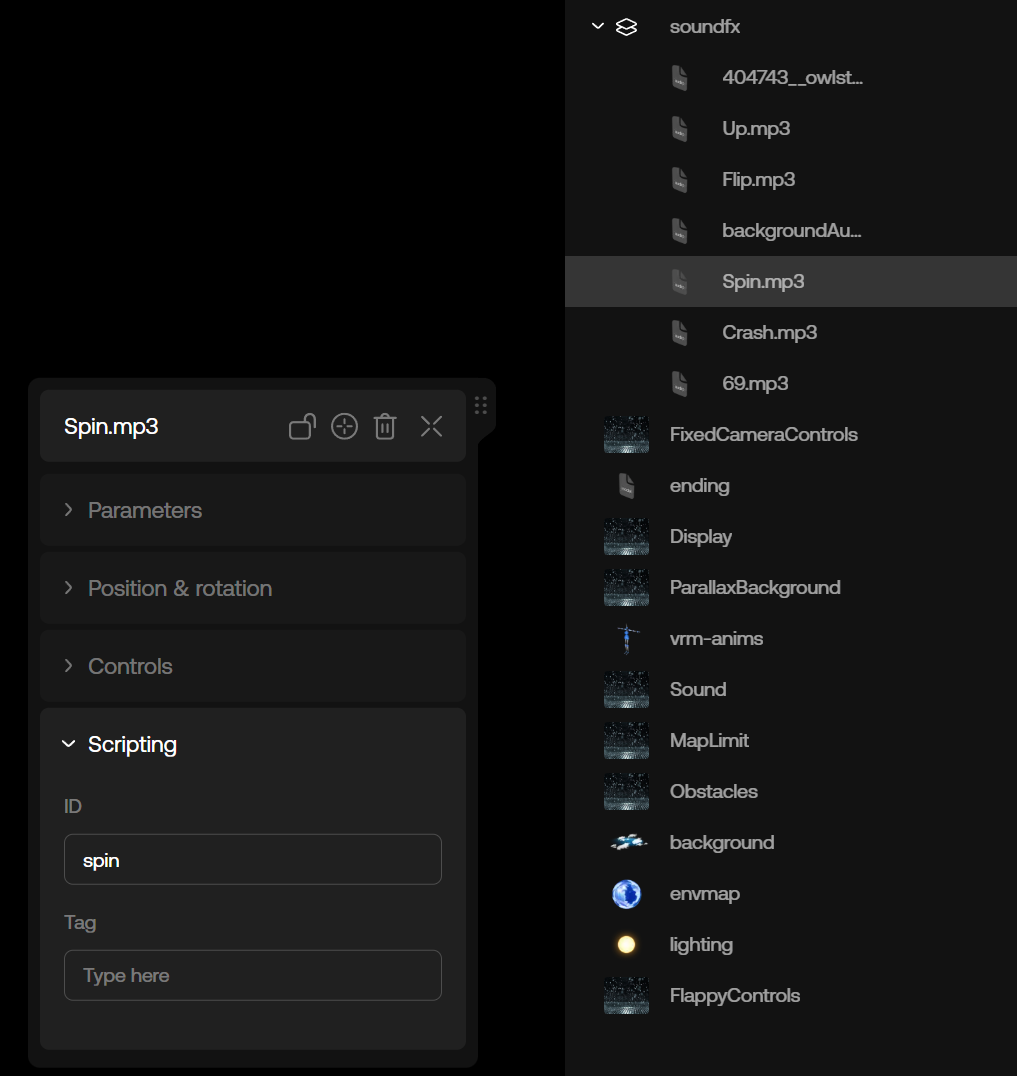 Spin.mp3
Parameters
Position & rotation
Controls
Scripting
ID
spin
Tag
Type here
soundfx
404743__owlst...
Up.mp3
Flip.mp3
backgroundAu...
Spin.mp3
Crash.mp3
69.mp3
FixedCameraControls
ending
Display
ParallaxBackground
vrm-anims
Sound
MapLimit
Obstacles
background
envmap
lighting
FlappyControls